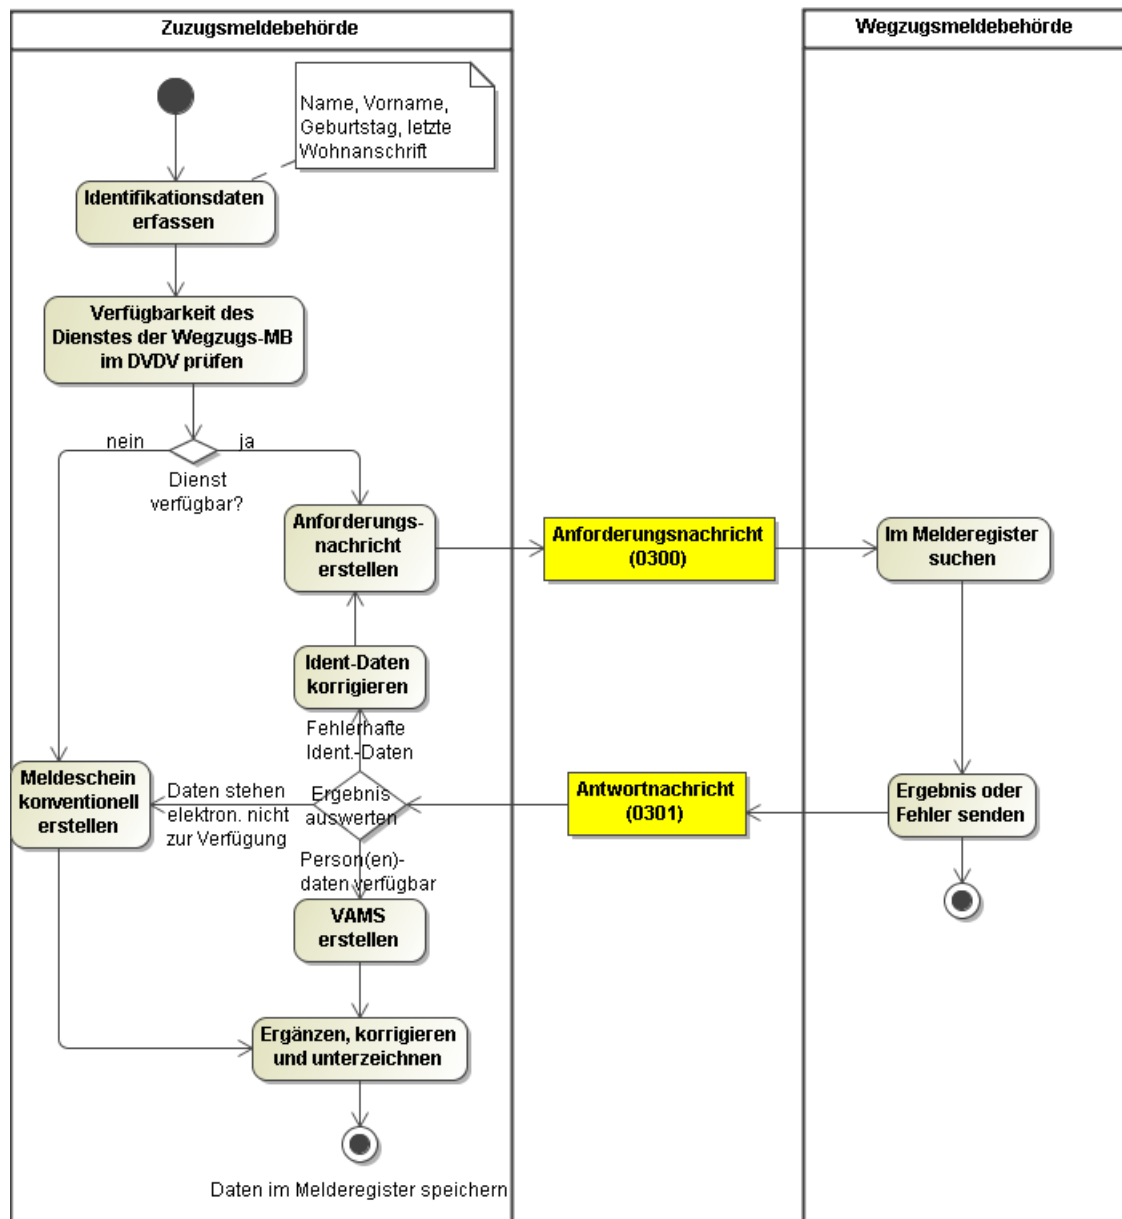 Zuzugsmeldebehörde
Wegzugsmeldebehörde
Name, Vorname,
Geburtstag, letzte
Wohnanschrift
Identifikationsdaten
erfassen
Verfügbarkeit des
Dienstes der Wegzugs-MB
im DVDV prüfen
nein
ja
Dienst
verfügbar?
Anforderungs-
nachricht
erstellen
Anforderungsnachricht
(0300)
Im Melderegister
suchen
Ident-Daten
korrigieren
Fehlerhafte
Ident.-Daten
Meldeschein
konventionell
erstellen
Daten stehen
elektron. nicht
zur Verfügung
Ergebnis
auswerten
Antwortnachricht
(0301)
Ergebnis oder
Fehler senden
Person(en)-
daten verfügbar
VAMS
erstellen
Ergänzen, korrigieren
und unterzeichnen
Daten im Melderegister speichern